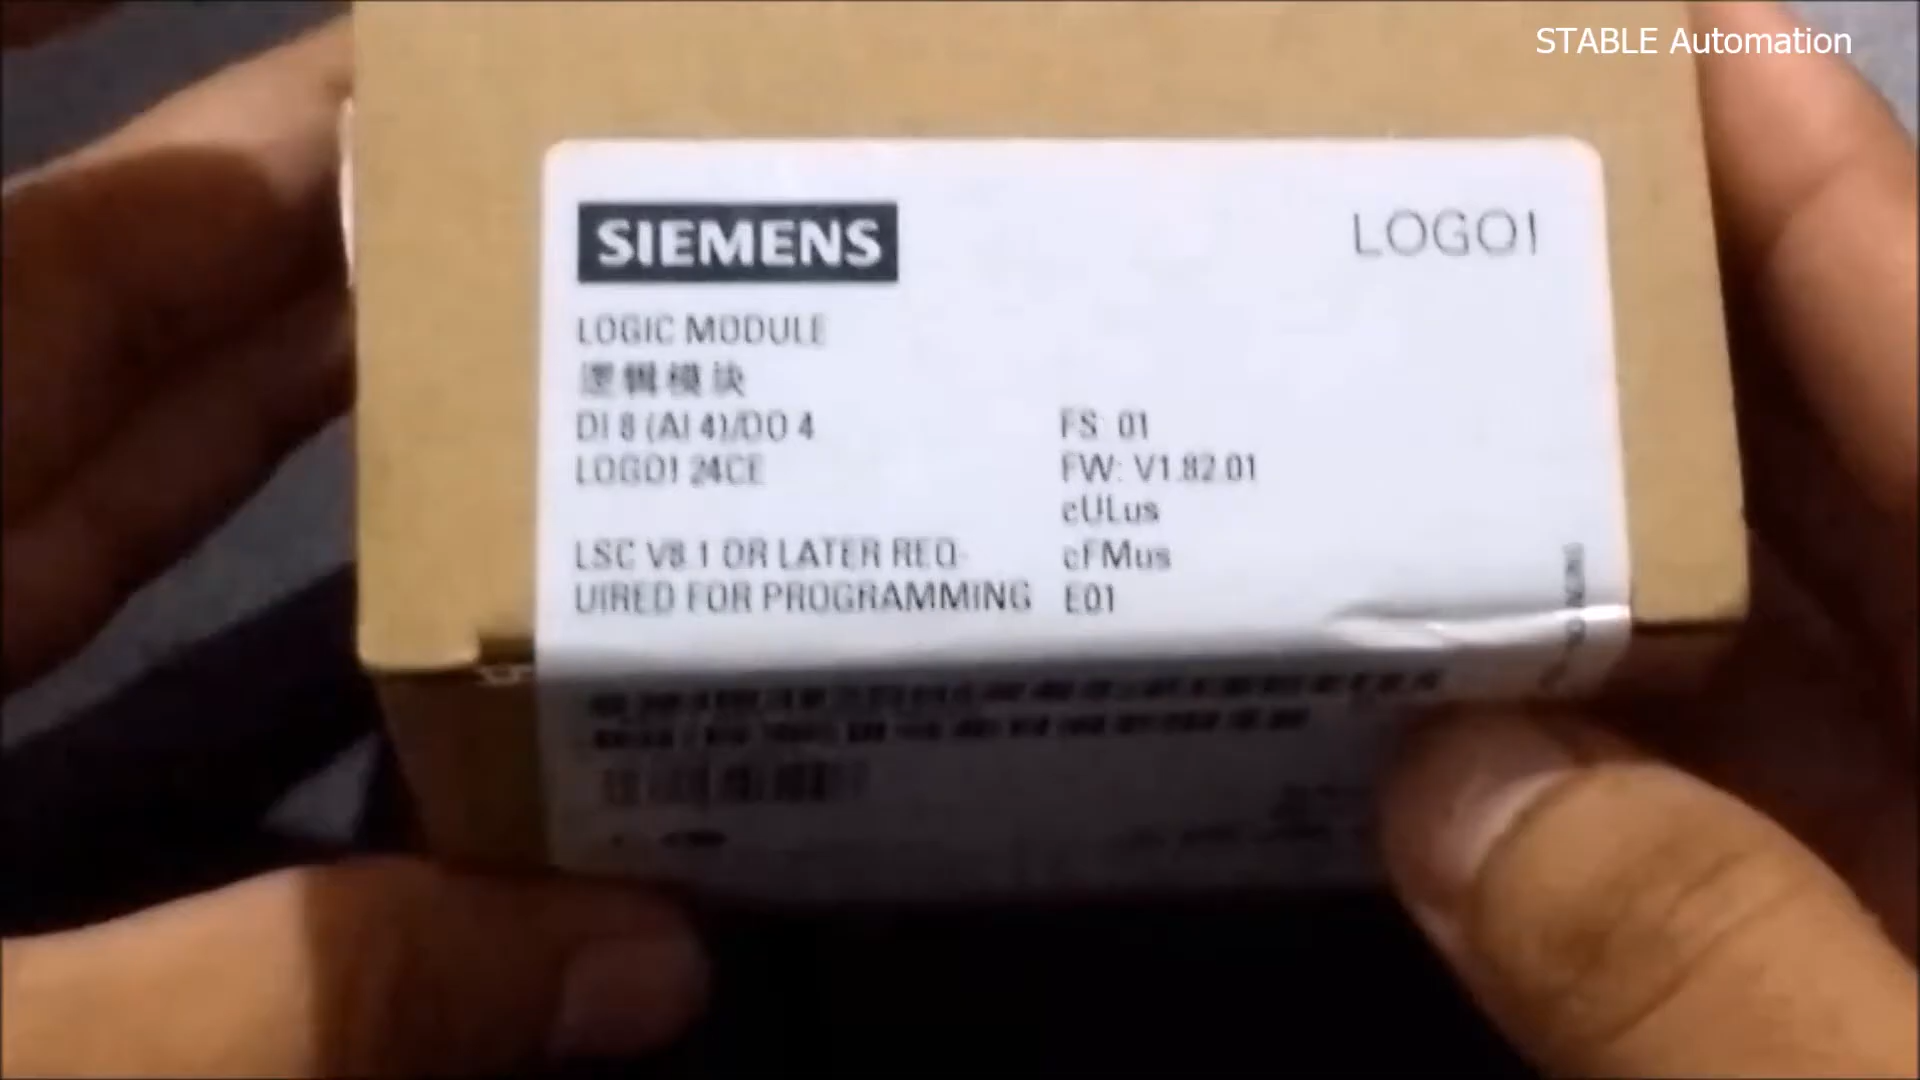 STABLE Automation
SIEMENS
LOGO!
LOGIC MODULE
逻辑模块
DI 8 (AI 4)/DO 4
LOGO! 24CE
FS: 01
FW: V1.82.01
cULus
LSC V8.1 OR LATER REQ-
UIRED FOR PROGRAMMING
cFMus
E01